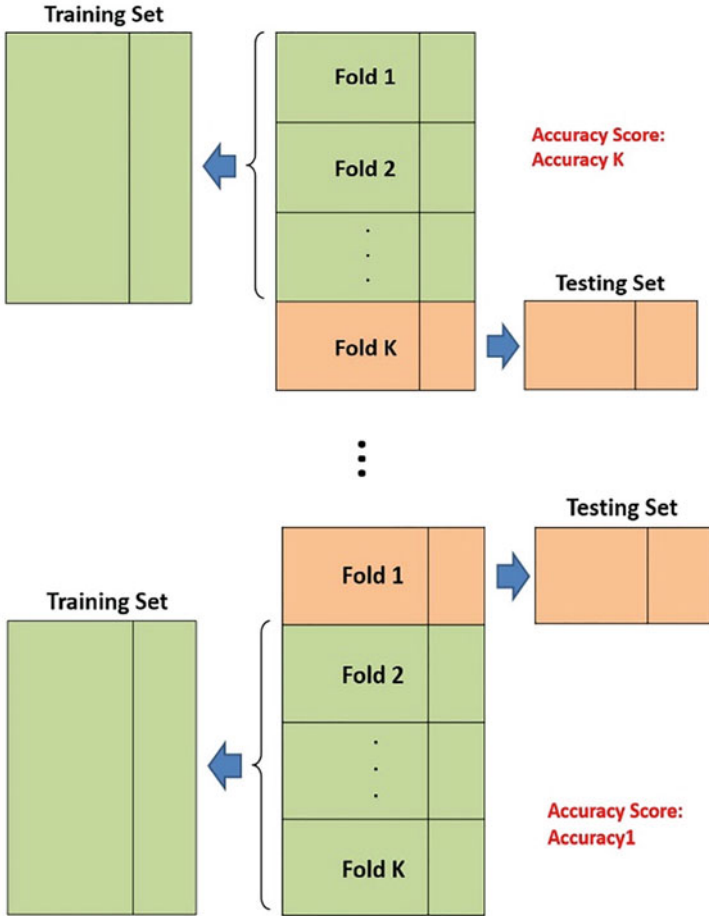 Training Set
Fold 1
Fold 2
.
.
.
Fold K
Accuracy Score:
Accuracy K
Testing Set
⋮
Testing Set
Fold 1
Training Set
Fold 2
.
.
.
Fold K
Accuracy Score:
Accuracy1